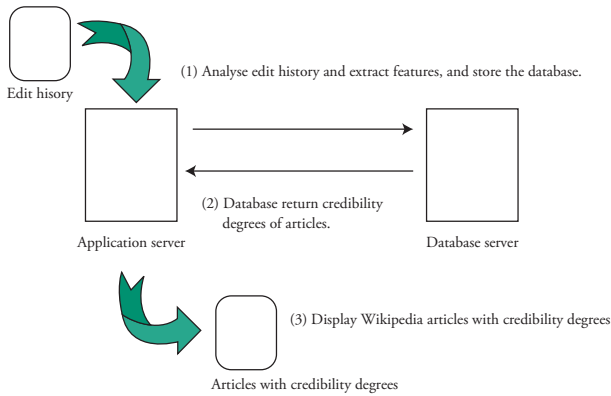 (1) Analyse edit history and extract features, and store the database.
Edit hisory
(2) Database return credibility
degrees of articles.
Application server
Database server
(3) Display Wikipedia articles with credibility degrees
Articles with credibility degrees